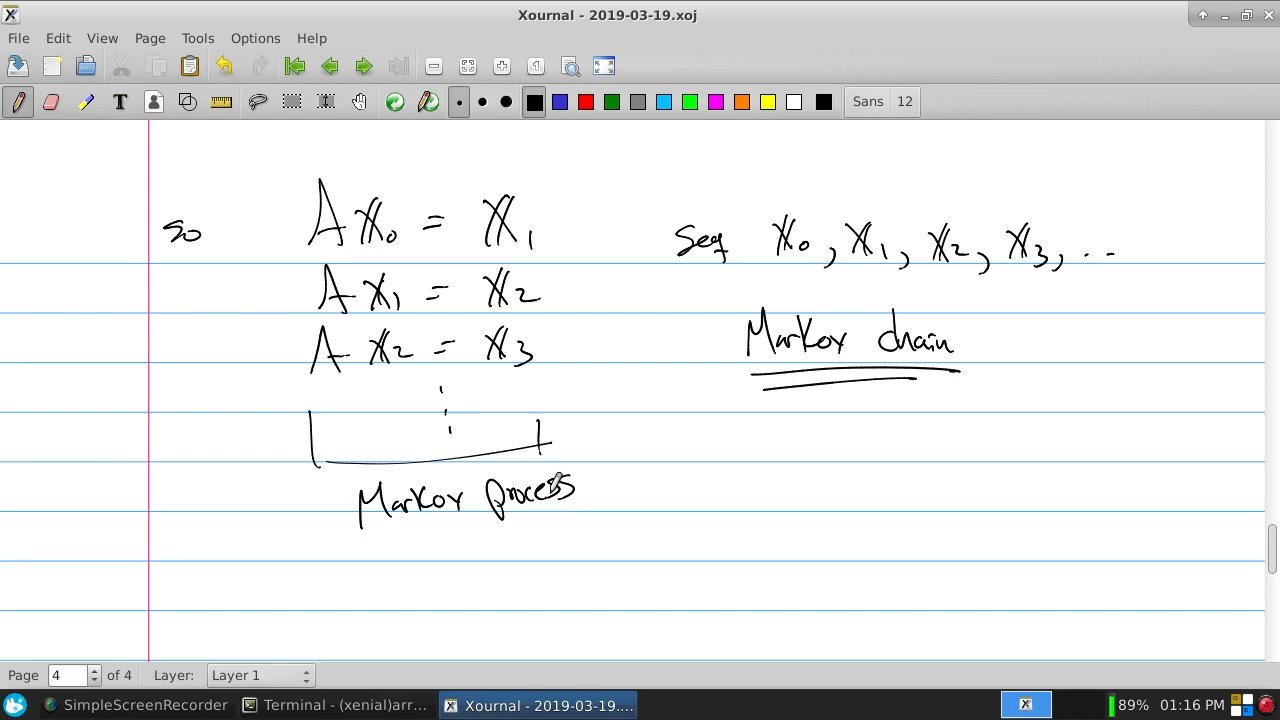 Xournal - 2019-03-19.xoj
File Edit View Page Tools Options Help
Sans 12
so A X₀ = X₁
A X₁ = X₂
A X₂ = X₃
⋮
Markov process
Seq X₀, X₁, X₂, X₃, ...
Markov chain
Page 4 of 4 Layer: Layer 1
SimpleScreenRecorder Terminal - (xenial)arr... Xournal - 2019-03-19.... 89% 01:16 PM